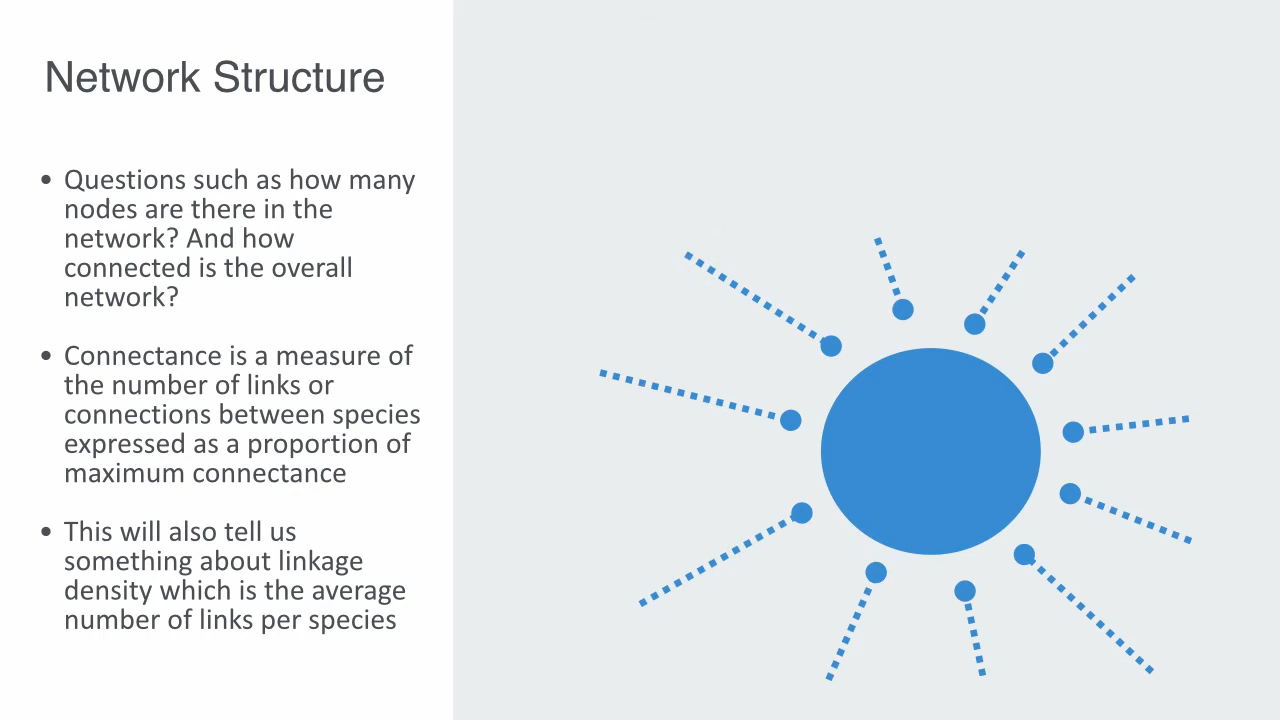 Network Structure
• Questions such as how many
nodes are there in the
network? And how
connected is the overall
network?
• Connectance is a measure of
the number of links or
connections between species
expressed as a proportion of
maximum connectance
• This will also tell us
something about linkage
density which is the average
number of links per species